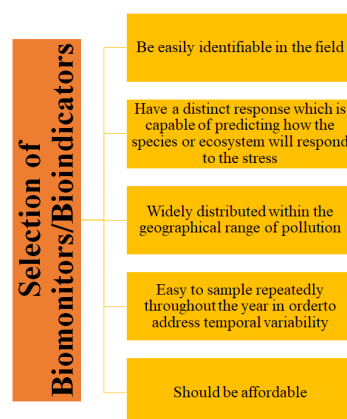 Selection of
Biomonitors/Bioindicators
Be easily identifiable in the field
Have a distinct response which is
capable of predicting how the
species or ecosystem will respond
to the stress
Widely distributed within the
geographical range of pollution
Easy to sample repeatedly
throughout the year in orderto
address temporal variability
Should be affordable